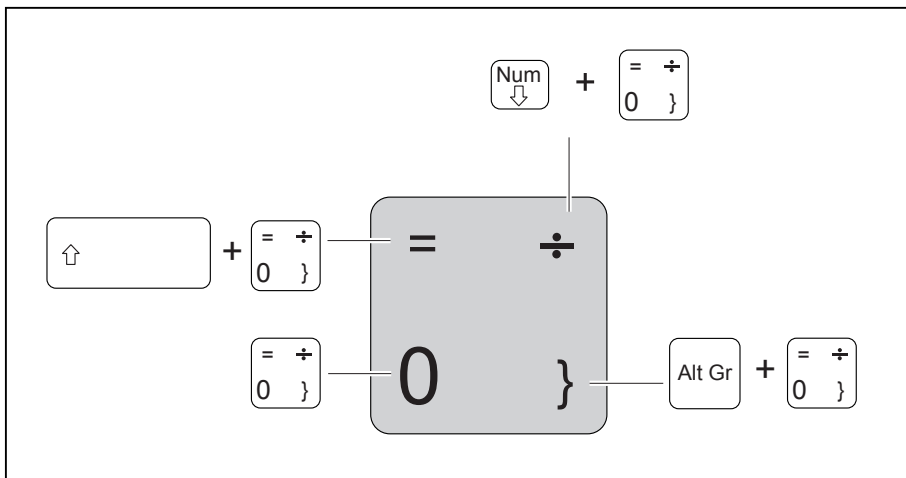 Num
⇩ + = ÷
0 }
⇧ + = ÷
0 }
= ÷
0 }
= ÷
0 }
Alt Gr + = ÷
0 }